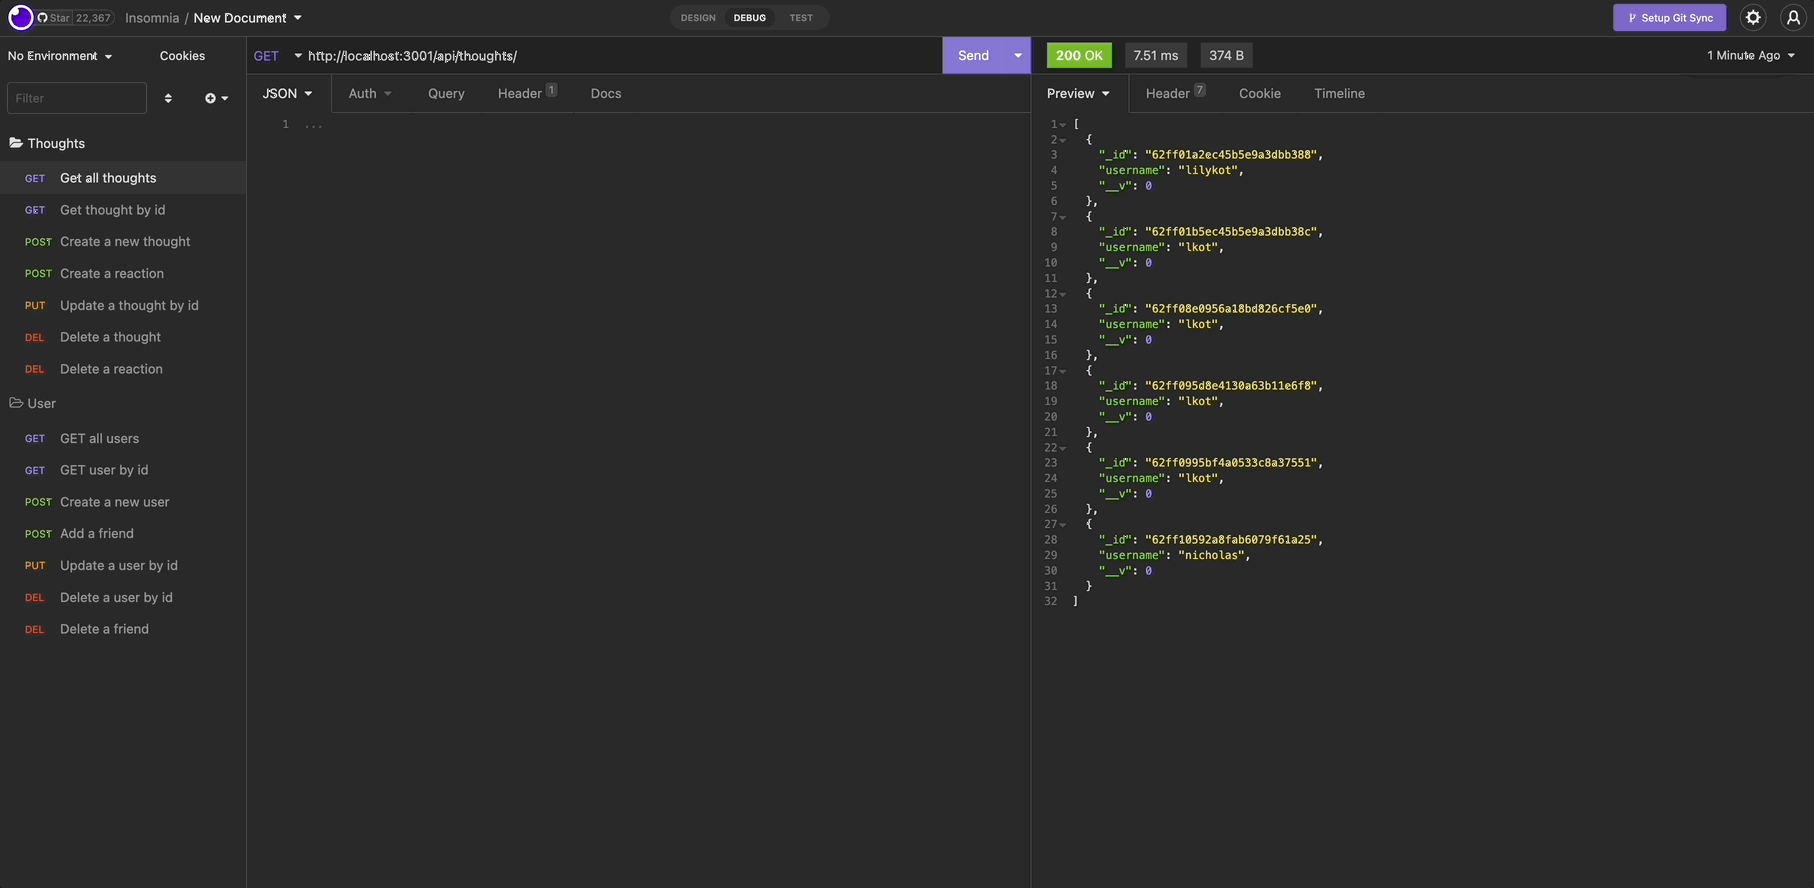 Star 22,367 Insomnia / New Document
DESIGN DEBUG TEST
Setup Git Sync
No Environment Cookies
Filter
Thoughts
GET Get all thoughts
GET Get thought by id
POST Create a new thought
POST Create a reaction
PUT Update a thought by id
DEL Delete a thought
DEL Delete a reaction
User
GET GET all users
GET GET user by id
POST Create a new user
POST Add a friend
PUT Update a user by id
DEL Delete a user by id
DEL Delete a friend
GET http://localhost:3001/api/thoughts/ Send
JSON Auth Query Header 1 Docs
1 ...
200 OK 7.51 ms 374 B 1 Minute Ago
Preview Header 7 Cookie Timeline
1 [
2 {
3 "_id": "62ff01a2ec45b5e9a3dbb388",
4 "username": "lilykot",
5 "__v": 0
6 },
7 {
8 "_id": "62ff01b5ec45b5e9a3dbb38c",
9 "username": "lkot",
10 "__v": 0
11 },
12 {
13 "_id": "62ff08e0956a18bd826cf5e0",
14 "username": "lkot",
15 "__v": 0
16 },
17 {
18 "_id": "62ff095d8e4130a63b11e6f8",
19 "username": "lkot",
20 "__v": 0
21 },
22 {
23 "_id": "62ff0995bf4a0533c8a37551",
24 "username": "lkot",
25 "__v": 0
26 },
27 {
28 "_id": "62ff10592a8fab6079f61a25",
29 "username": "nicholas",
30 "__v": 0
31 }
32 ]